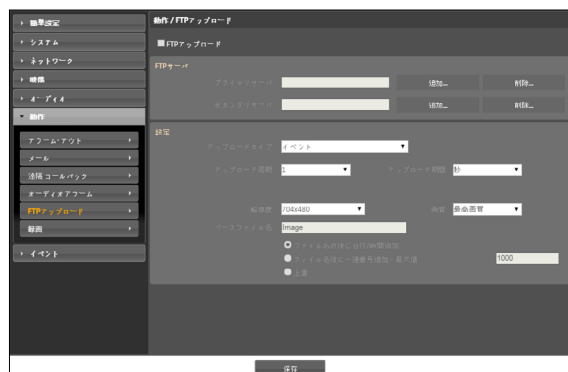 簡単設定
システム
ネットワーク
映像
オーディオ
動作
アラーム・アウト
メール
遠隔コールバック
オーディオアラーム
FTPアップロード
録画
イベント
動作 / FTPアップロード
FTPアップロード
FTPサーバ
プライマリサーバ 追加... 削除...
セカンダリサーバ 追加... 削除...
設定
アップロードタイプ イベント
アップロード周期 1 アップロード期間 秒
解像度 704x480 画質 最高画質
ベースファイル名 Image
ファイル名の後に日付/時間追加
ファイル名後に一連番号追加 - 最大値 1000
上書
保存